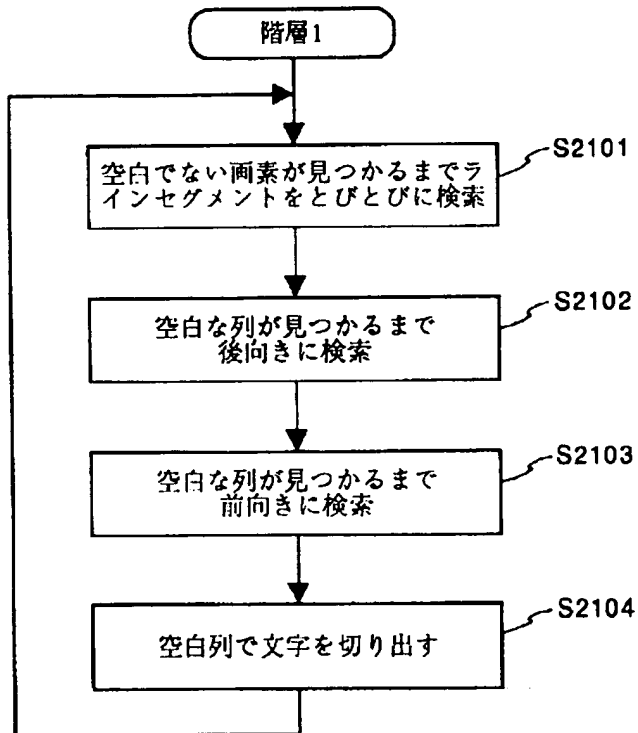 階層1
空白でない画素が見つかるまでラ
インセグメントをとびとびに検索
S2101
空白な列が見つかるまで
後向きに検索
S2102
空白な列が見つかるまで
前向きに検索
S2103
空白列で文字を切り出す
S2104